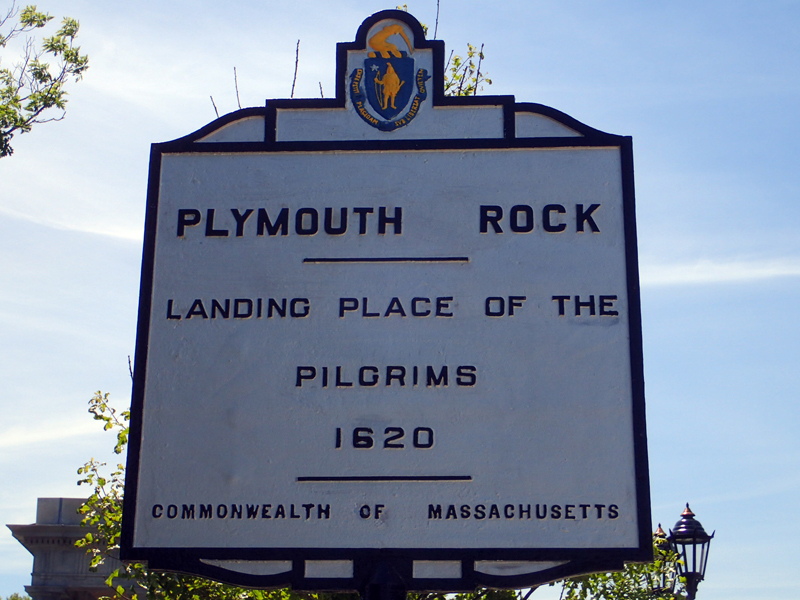 PLYMOUTH ROCK
LANDING PLACE OF THE
PILGRIMS
1620
COMMONWEALTH OF MASSACHUSETTS